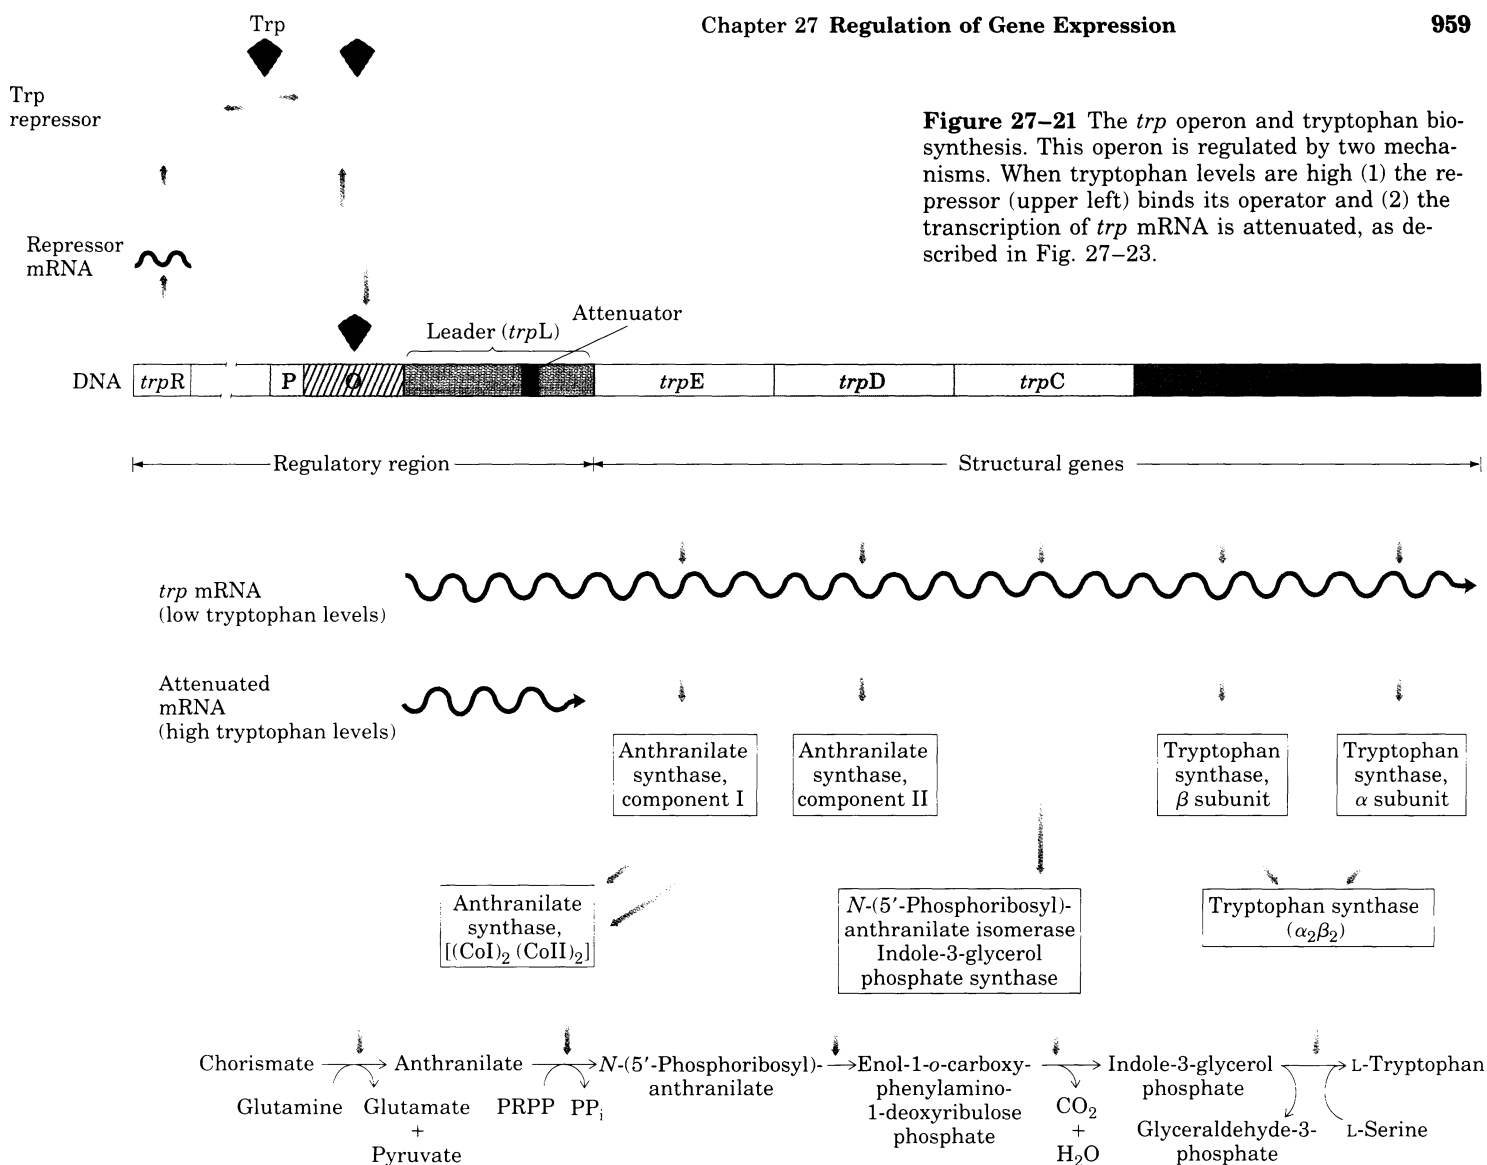 Trp
Chapter 27 Regulation of Gene Expression 959
Trp
repressor
Figure 27–21 The trp operon and tryptophan bio-
synthesis. This operon is regulated by two mecha-
nisms. When tryptophan levels are high (1) the re-
pressor (upper left) binds its operator and (2) the
transcription of trp mRNA is attenuated, as de-
scribed in Fig. 27–23.
Repressor
mRNA
Attenuator
Leader (trpL)
DNA trpR P O trpE trpD trpC
Regulatory region Structural genes
trp mRNA
(low tryptophan levels)
Attenuated
mRNA
(high tryptophan levels)
Anthranilate
synthase,
component I
Anthranilate
synthase,
component II
Tryptophan
synthase,
β subunit
Tryptophan
synthase,
α subunit
Anthranilate
synthase,
[(CoI)₂ (CoII)₂]
N-(5′-Phosphoribosyl)-
anthranilate isomerase
Indole-3-glycerol
phosphate synthase
Tryptophan synthase
(α₂β₂)
Chorismate
Glutamine
Glutamate
+
Pyruvate
Anthranilate
PRPP PPᵢ
N-(5′-Phosphoribosyl)-
anthranilate
Enol-1-o-carboxy-
phenylamino-
1-deoxyribulose
phosphate
CO₂
+
H₂O
Indole-3-glycerol
phosphate
Glyceraldehyde-3-
phosphate
L-Serine
L-Tryptophan